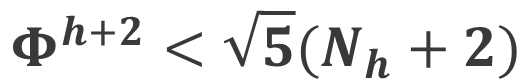 Φ^{h+2} < √5(N_h + 2)